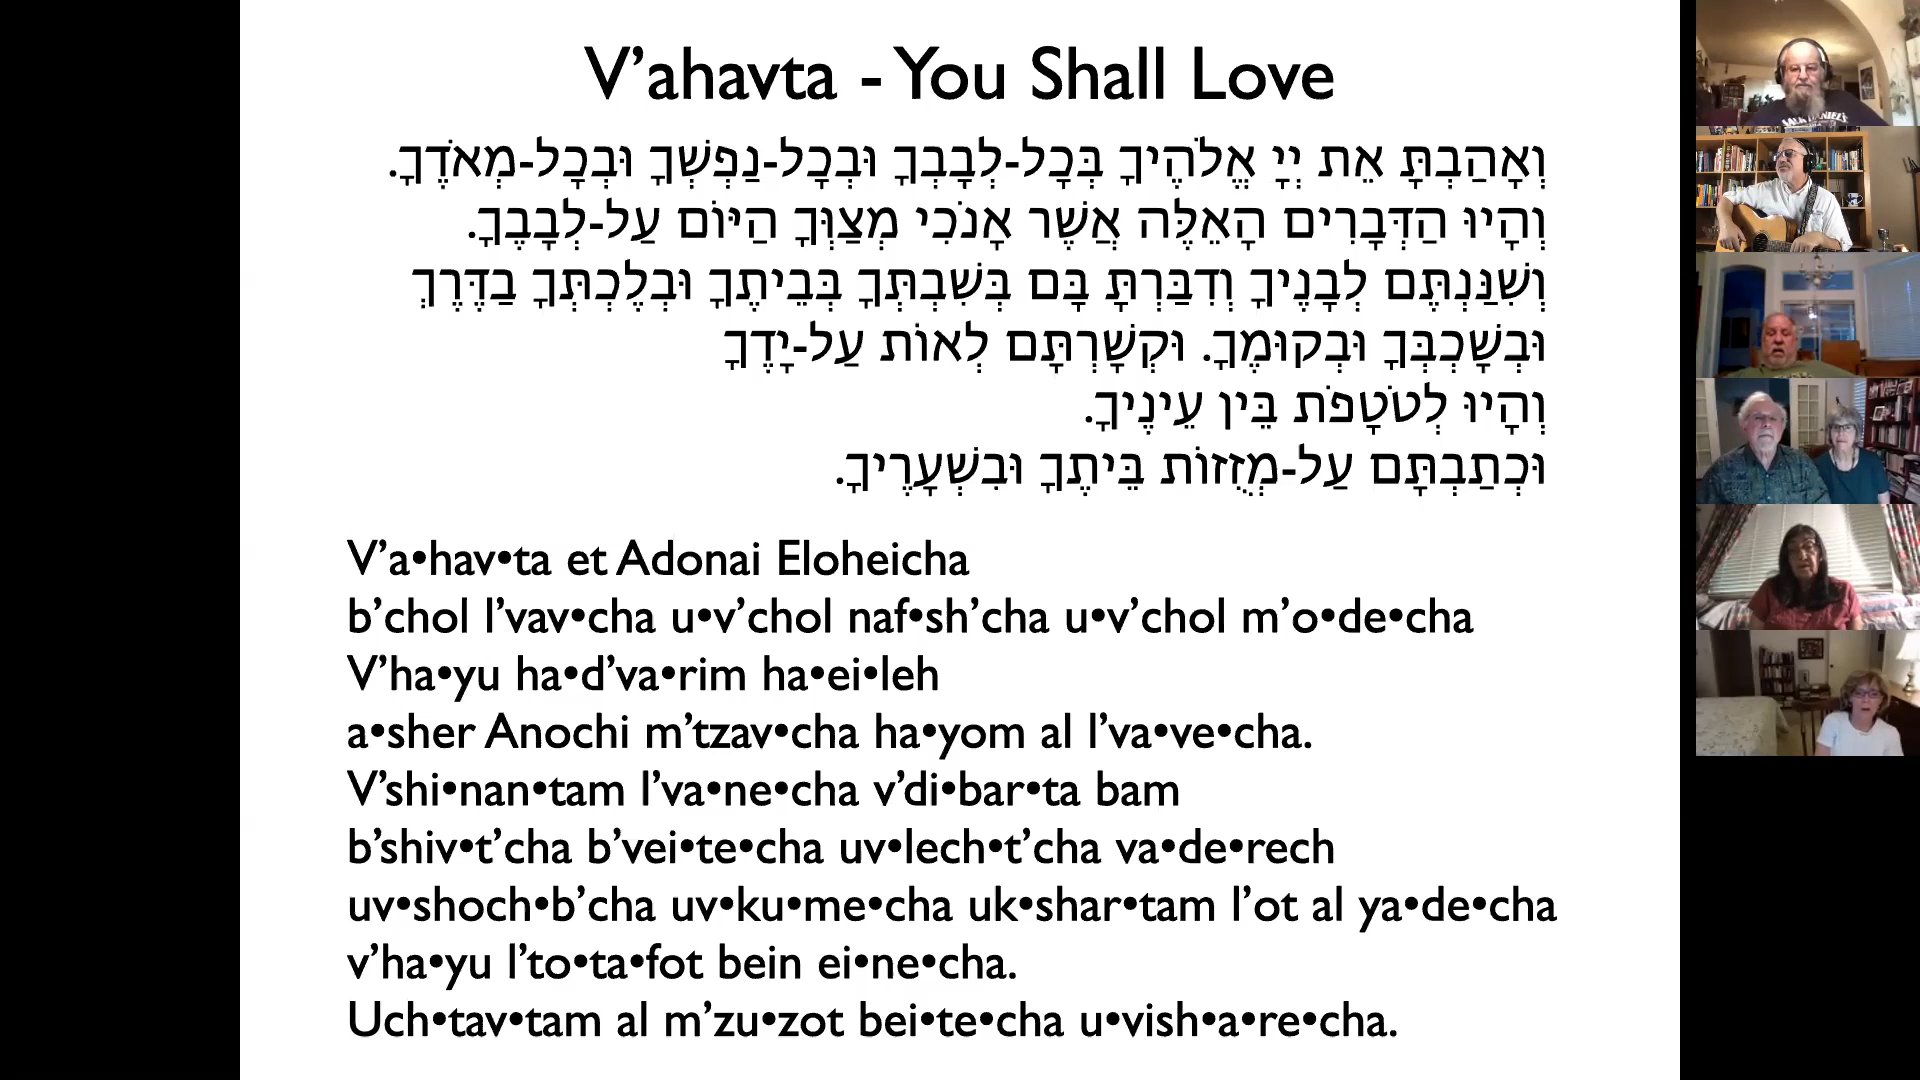 V’ahavta - You Shall Love
וְאָהַבְתָּ אֵת יְיָ אֱלֹהֶיךָ בְּכָל-לְבָבְךָ וּבְכָל-נַפְשְׁךָ וּבְכָל-מְאֹדֶךָ.
וְהָיוּ הַדְּבָרִים הָאֵלֶּה אֲשֶׁר אָנֹכִי מְצַוְּךָ הַיּוֹם עַל-לְבָבֶךָ.
וְשִׁנַּנְתֶּם לְבָנֶיךָ וְדִבַּרְתָּ בָּם בְּשִׁבְתְּךָ בְּבֵיתֶךָ וּבְלֶכְתְּךָ בַדֶּרֶךְ
וּבְשָׁכְבְּךָ וּבְקוּמֶךָ. וּקְשָׁרְתָּם לְאוֹת עַל-יָדֶךָ
וְהָיוּ לְטֹטָפֹת בֵּין עֵינֶיךָ.
וּכְתַבְתָּם עַל-מְזֻזוֹת בֵּיתֶךָ וּבִשְׁעָרֶיךָ.
V’a•hav•ta et Adonai Eloheicha
b’chol l’vav•cha u•v’chol naf•sh’cha u•v’chol m’o•de•cha
V’ha•yu ha•d’va•rim ha•ei•leh
a•sher Anochi m’tzav•cha ha•yom al l’va•ve•cha.
V’shi•nan•tam l’va•ne•cha v’di•bar•ta bam
b’shiv•t’cha b’vei•te•cha uv•lech•t’cha va•de•rech
uv•shoch•b’cha uv•ku•me•cha uk•shar•tam l’ot al ya•de•cha
v’ha•yu l’to•ta•fot bein ei•ne•cha.
Uch•tav•tam al m’zu•zot bei•te•cha u•vish•a•re•cha.